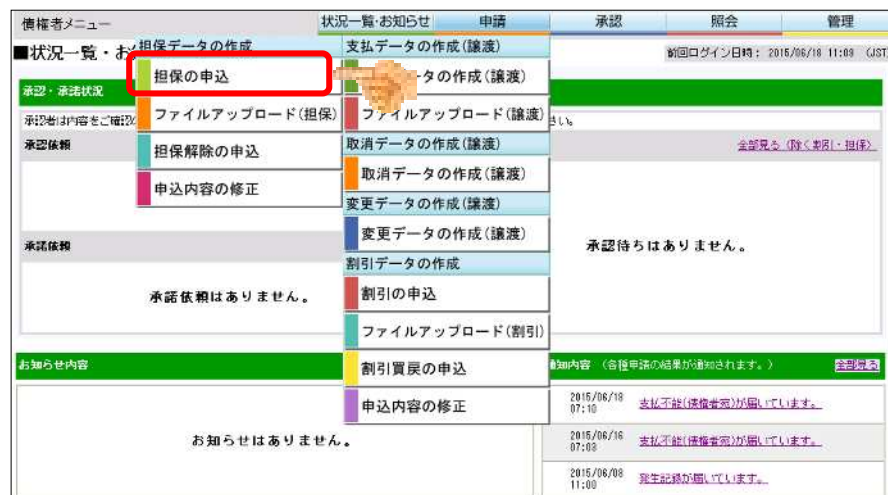 債権者メニュー
状況一覧・お知らせ 申請 承認 照会 管理
■状況一覧・お
前回ログイン日時： 2015/06/18 11:09 (JST)
承認・承諾状況
承認依頼
全部見る（除く割引・担保）
承認待ちはありません。
承諾依頼
承諾依頼はありません。
担保データの作成
担保の申込
ファイルアップロード(担保)
担保解除の申込
申込内容の修正
支払データの作成(譲渡)
ータの作成(譲渡)
ファイルアップロード(譲渡)
取消データの作成(譲渡)
取消データの作成(譲渡)
変更データの作成(譲渡)
変更データの作成(譲渡)
割引データの作成
割引の申込
ファイルアップロード(割引)
割引買戻の申込
申込内容の修正
お知らせ内容
お知らせはありません。
通知内容 （各種申請の結果が通知されます。） 全部見る
2015/06/18
07:10
支払不能(債権者宛)が届いています。
2015/06/16
07:03
支払不能(債権者宛)が届いています。
2015/06/08
11:00
発生記録が届いています。